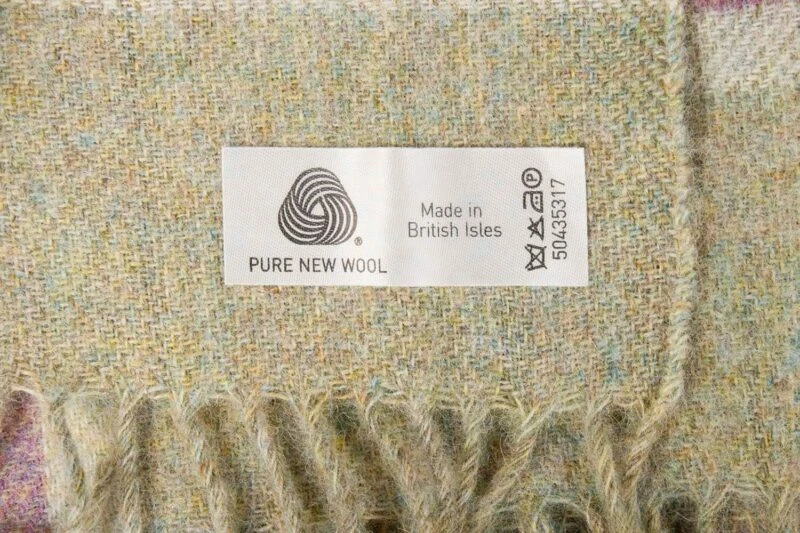 ®
PURE NEW WOOL
Made in
British Isles
P
50435317